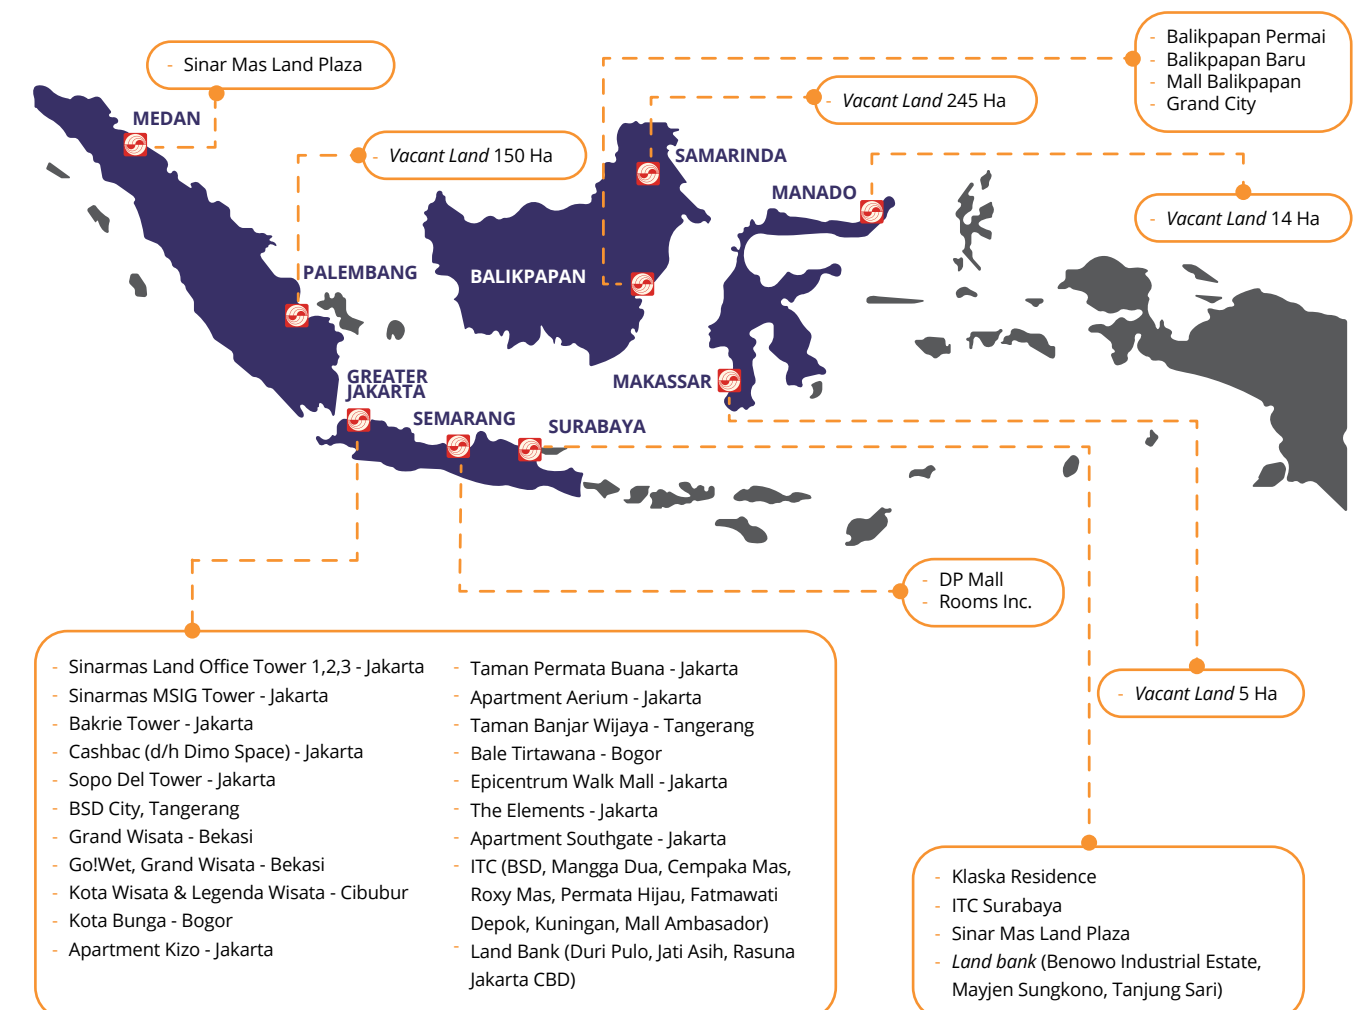 - Sinar Mas Land Plaza
MEDAN
- Vacant Land 150 Ha
PALEMBANG
- Vacant Land 245 Ha
SAMARINDA
- Balikpapan Permai
- Balikpapan Baru
- Mall Balikpapan
- Grand City
BALIKPAPAN
MANADO
- Vacant Land 14 Ha
MAKASSAR
GREATER
JAKARTA
SEMARANG
SURABAYA
- DP Mall
- Rooms Inc.
- Vacant Land 5 Ha
- Sinarmas Land Office Tower 1,2,3 - Jakarta
- Sinarmas MSIG Tower - Jakarta
- Bakrie Tower - Jakarta
- Cashbac (d/h Dimo Space) - Jakarta
- Sopo Del Tower - Jakarta
- BSD City, Tangerang
- Grand Wisata - Bekasi
- Go!Wet, Grand Wisata - Bekasi
- Kota Wisata & Legenda Wisata - Cibubur
- Kota Bunga - Bogor
- Apartment Kizo - Jakarta
- Taman Permata Buana - Jakarta
- Apartment Aerium - Jakarta
- Taman Banjar Wijaya - Tangerang
- Bale Tirtawana - Bogor
- Epicentrum Walk Mall - Jakarta
- The Elements - Jakarta
- Apartment Southgate - Jakarta
- ITC (BSD, Mangga Dua, Cempaka Mas,
Roxy Mas, Permata Hijau, Fatmawati
Depok, Kuningan, Mall Ambasador)
- Land Bank (Duri Pulo, Jati Asih, Rasuna
Jakarta CBD)
- Klaska Residence
- ITC Surabaya
- Sinar Mas Land Plaza
- Land bank (Benowo Industrial Estate,
Mayjen Sungkono, Tanjung Sari)